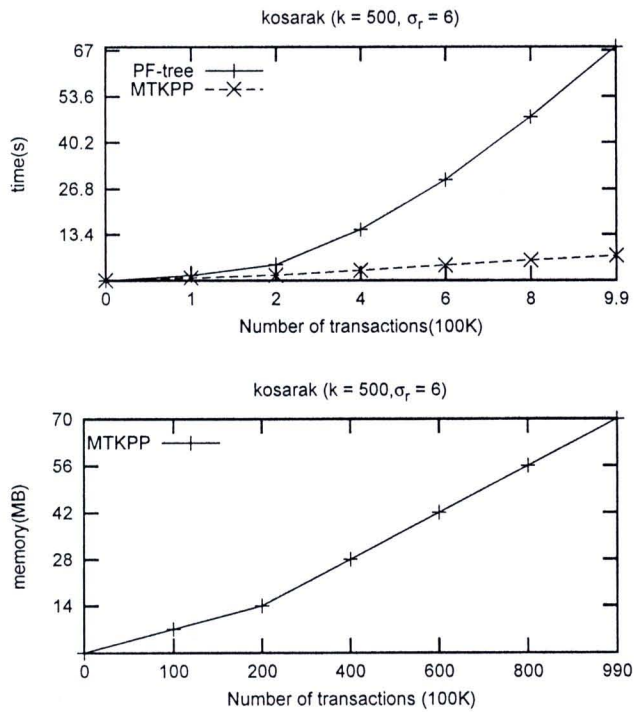 kosarak (k = 500, σr = 6)
67
53.6
40.2
26.8
13.4
time(s)
PF-tree
MTKPP
0 1 2 4 6 8 9.9
Number of transactions(100K)
kosarak (k = 500,σr = 6)
70
56
42
28
14
memory(MB)
MTKPP
0 100 200 400 600 800 990
Number of transactions (100K)